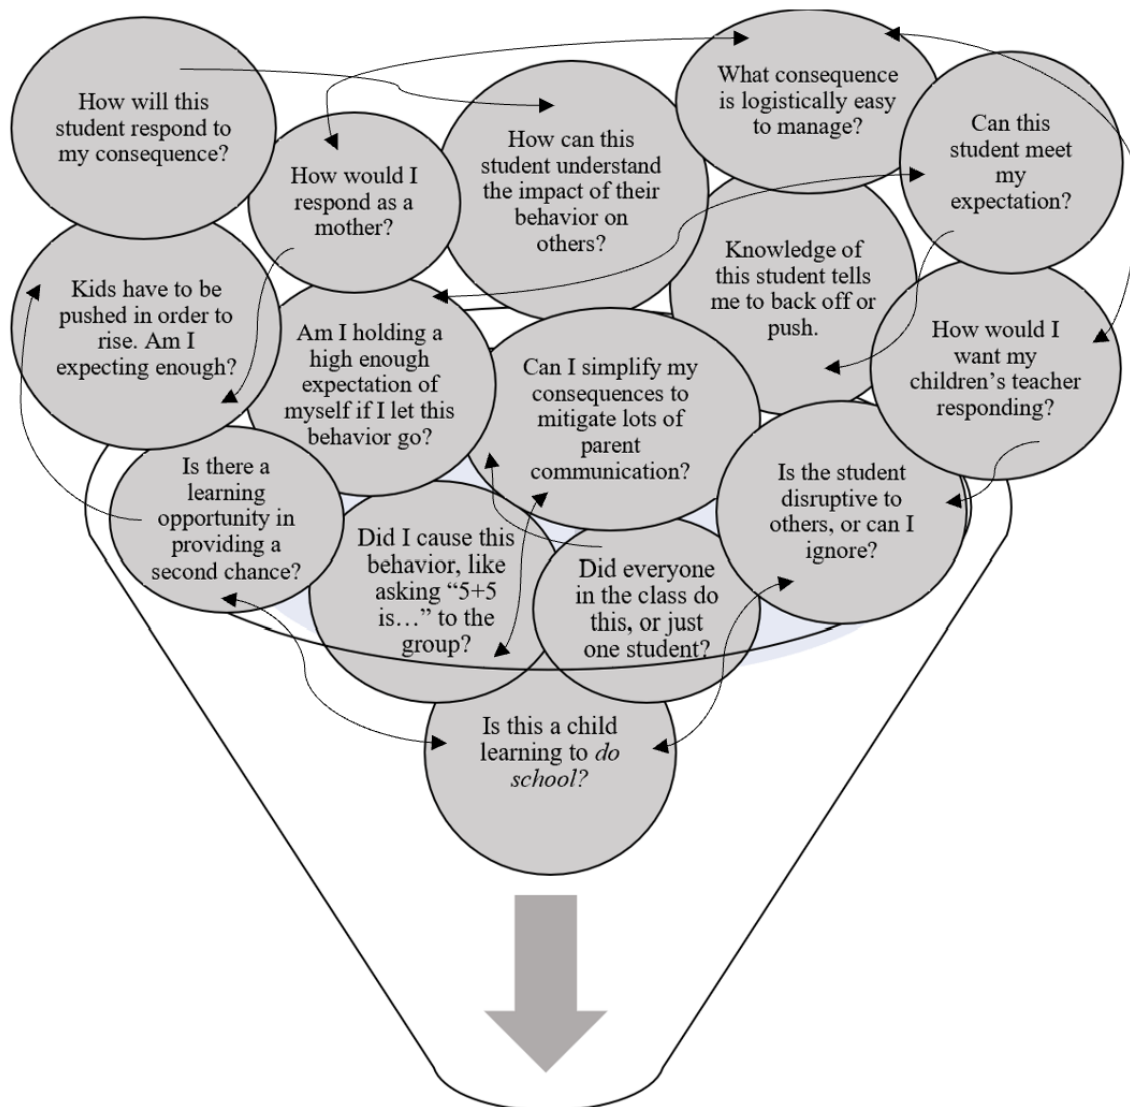 How will this
student respond to
my consequence?
How would I
respond as a
mother?
How can this
student understand
the impact of their
behavior on
others?
What consequence
is logistically easy
to manage?
Can this
student meet
my
expectation?
Kids have to be
pushed in order to
rise. Am I
expecting enough?
Am I holding a
high enough
expectation of
myself if I let this
behavior go?
Can I simplify my
consequences to
mitigate lots of
parent
communication?
Knowledge of
this student tells
me to back off or
push.
How would I
want my
children’s teacher
responding?
Is there a
learning
opportunity in
providing a
second chance?
Did I cause this
behavior, like
asking “5+5
is…” to the
group?
Did everyone
in the class do
this, or just
one student?
Is the student
disruptive to
others, or can I
ignore?
Is this a child
learning to do
school?